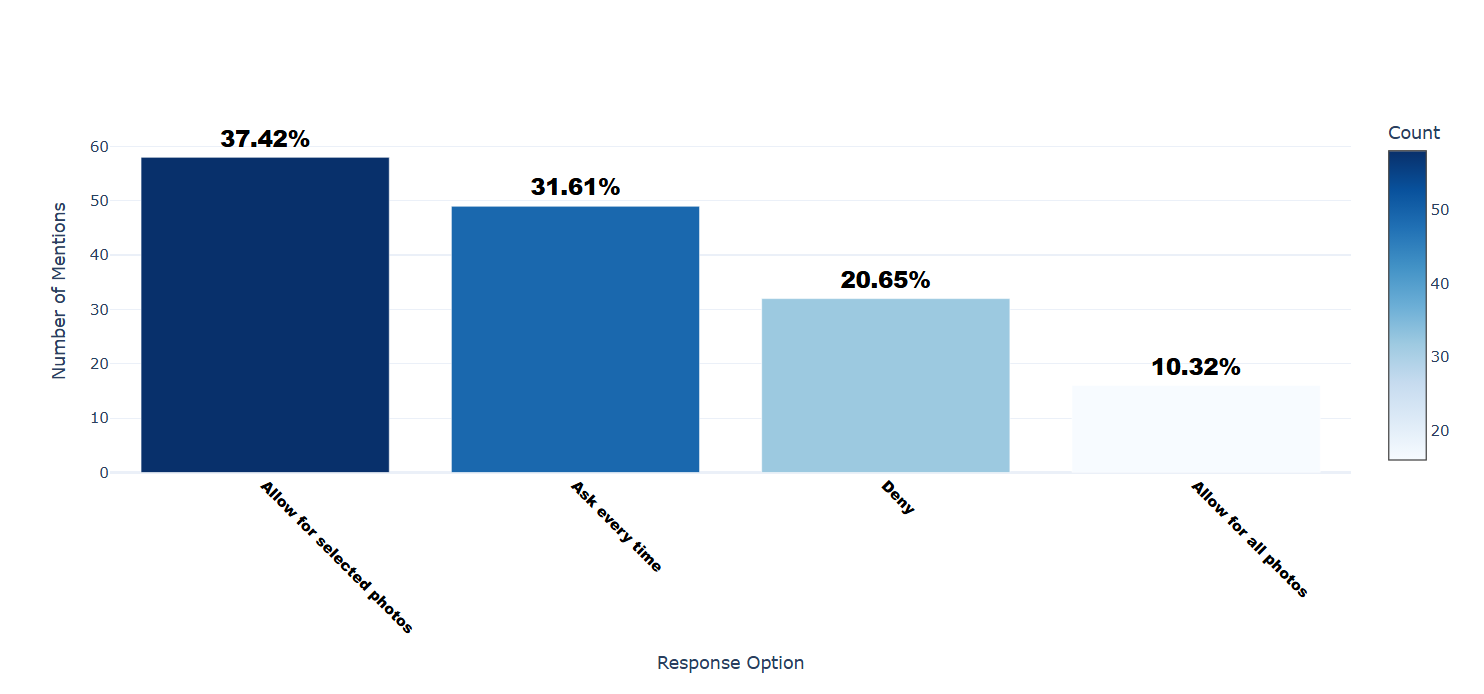 37.42%
31.61%
20.65%
10.32%
Number of Mentions
60
50
40
30
20
10
0
Allow for selected photos
Ask every time
Deny
Allow for all photos
Response Option
Count
50
40
30
20